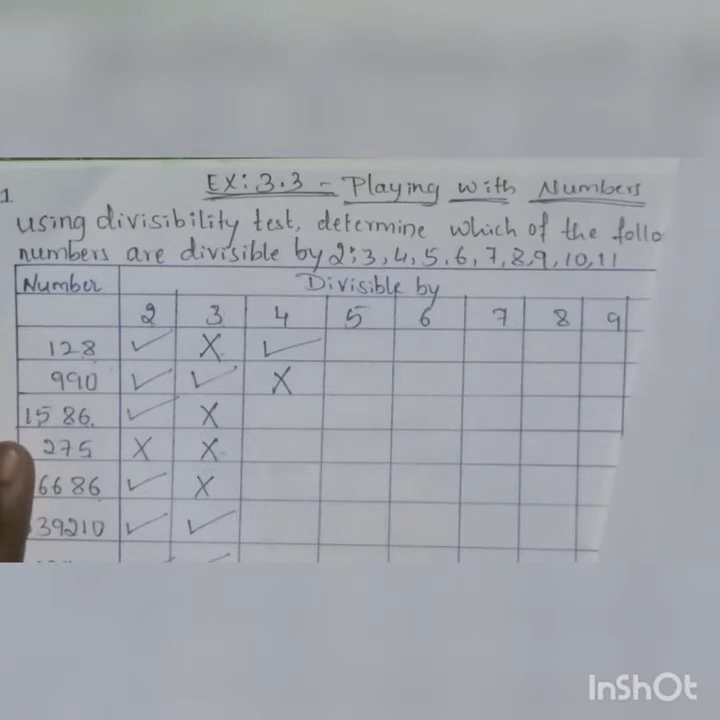 1
Ex: 3.3 - Playing with Numbers
using divisibility test, determine which of the follo
numbers are divisible by 2; 3, 4, 5, 6, 7, 8, 9, 10, 11
Number Divisible by
2 3 4 5 6 7 8 9
128 ✓ X ✓
990 ✓ ✓ X
1586. ✓ X
275 X X
6686 ✓ X
39210 ✓ ✓
InShOt